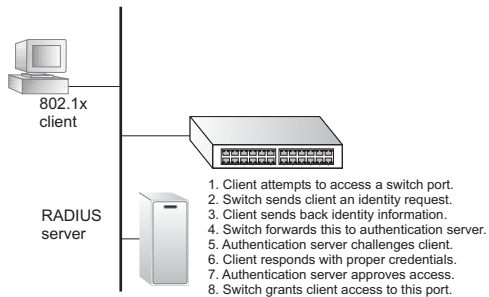 802.1x
client
RADIUS
server
1. Client attempts to access a switch port.
2. Switch sends client an identity request.
3. Client sends back identity information.
4. Switch forwards this to authentication server.
5. Authentication server challenges client.
6. Client responds with proper credentials.
7. Authentication server approves access.
8. Switch grants client access to this port.